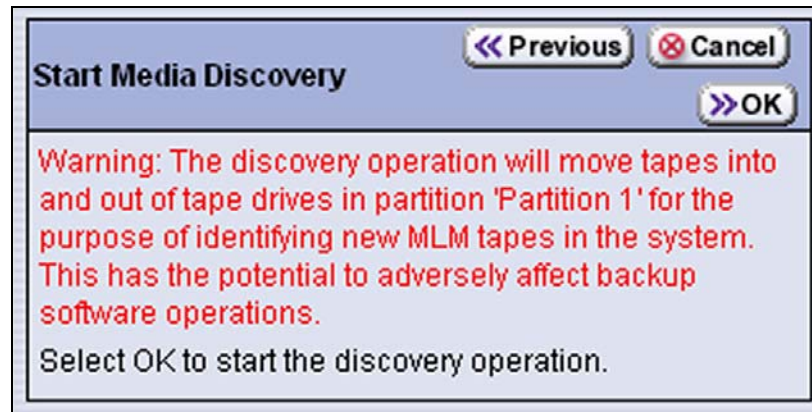 Start Media Discovery
Previous
Cancel
OK
Warning: The discovery operation will move tapes into
and out of tape drives in partition 'Partition 1' for the
purpose of identifying new MLM tapes in the system.
This has the potential to adversely affect backup
software operations.
Select OK to start the discovery operation.